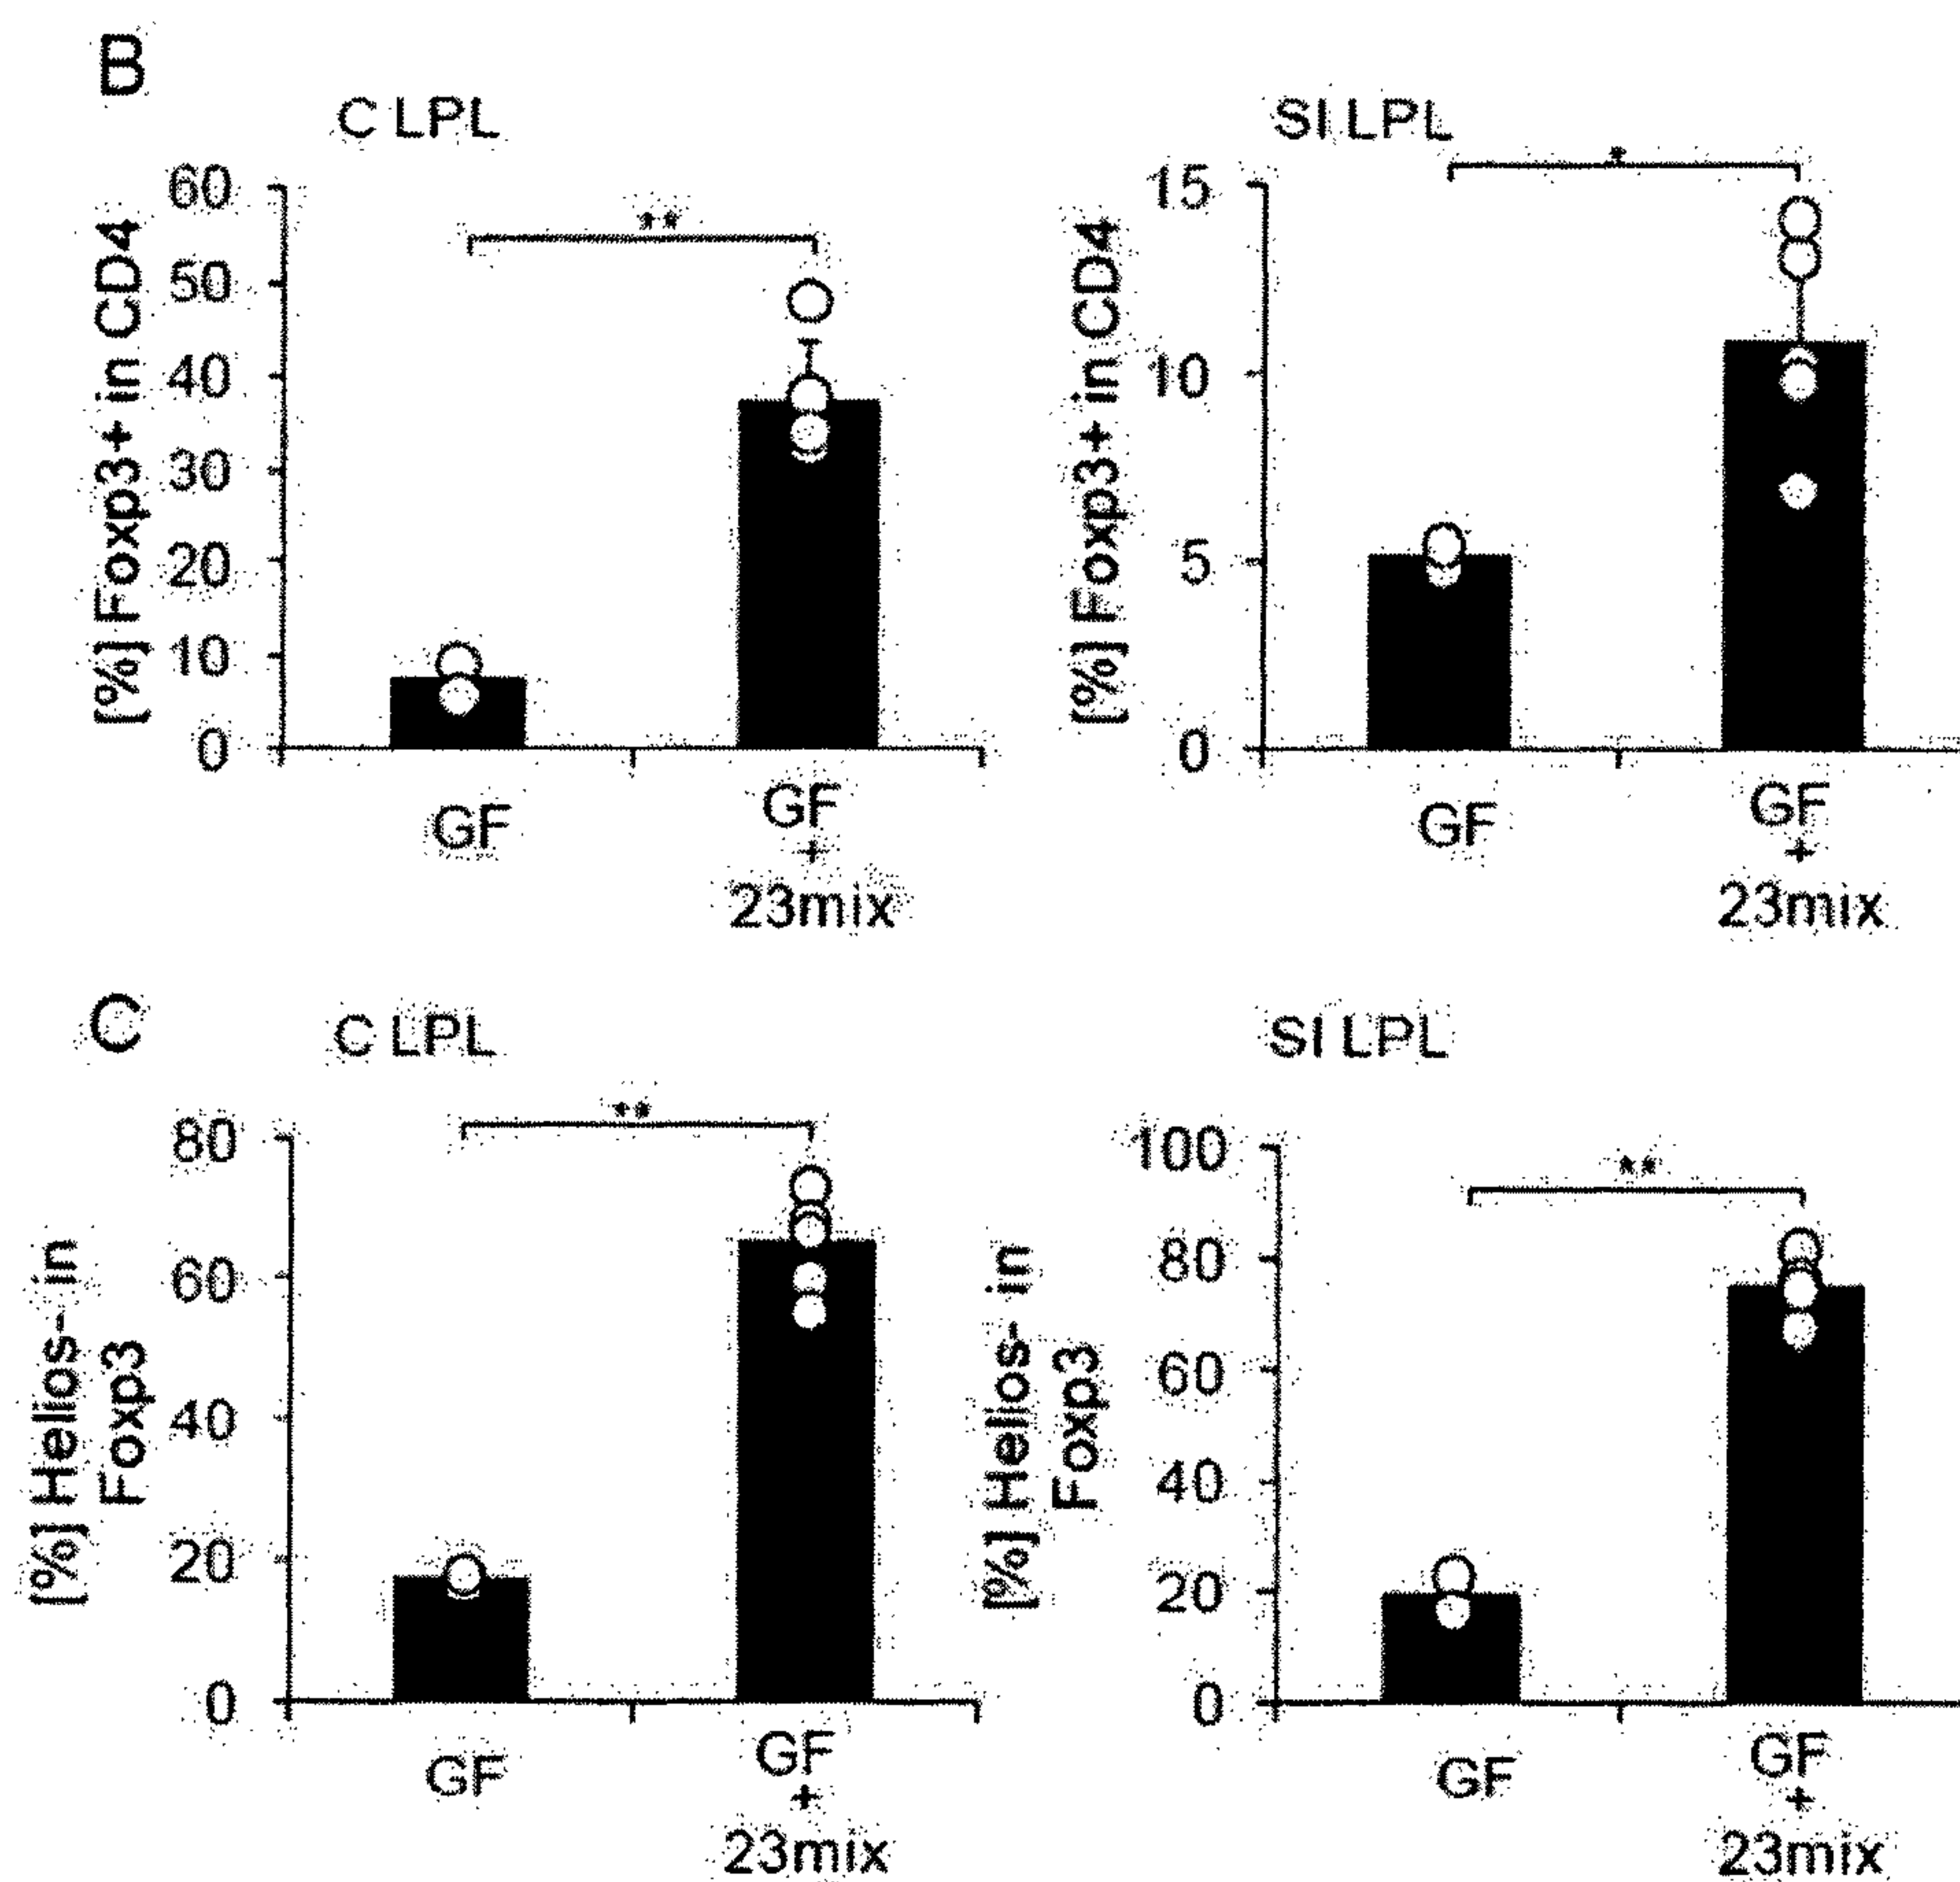 B
C LPL
[%] Foxp3+ in CD4
60
50
40
30
20
10
0
**
GF
GF
+
23mix
SI LPL
[%] Foxp3+ in CD4
15
10
5
0
*
GF
GF
+
23mix
C
C LPL
[%] Helios- in
Foxp3
80
60
40
20
0
**
GF
GF
+
23mix
SI LPL
[%] Helios- in
Foxp3
100
80
60
40
20
0
**
GF
GF
+
23mix